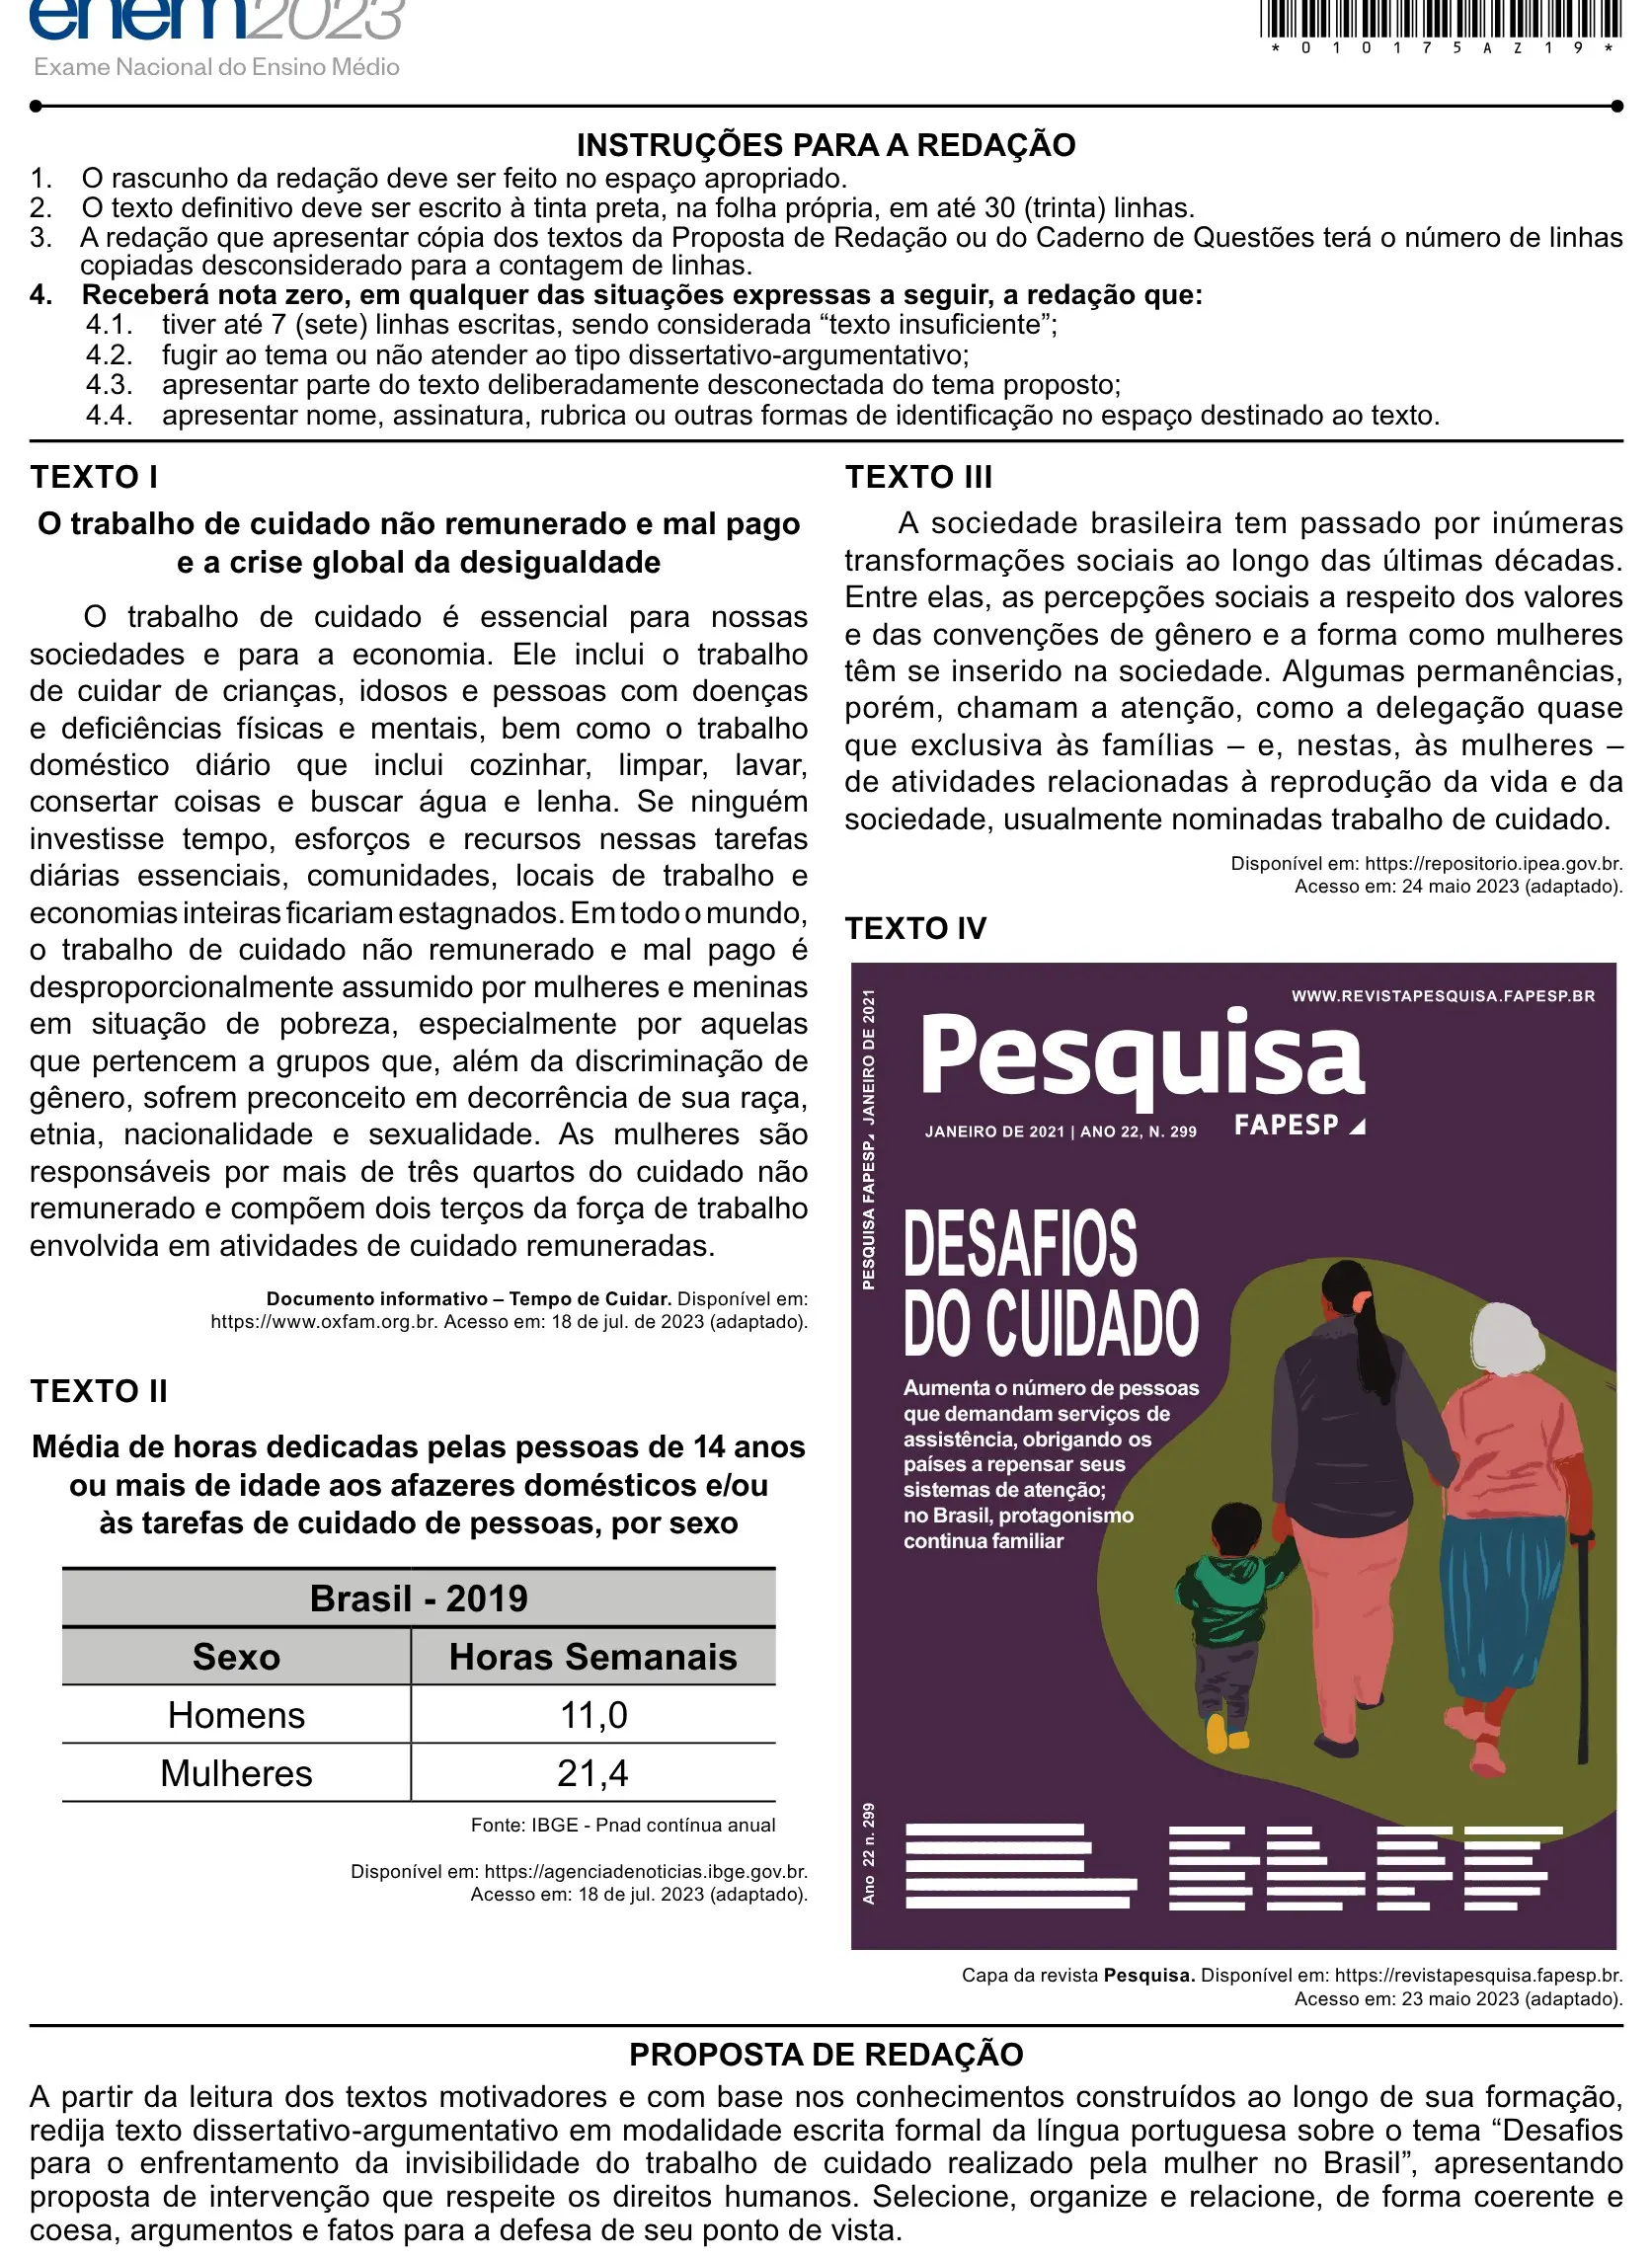 enem2023
Exame Nacional do Ensino Médio
*010175AZ19*
INSTRUÇÕES PARA A REDAÇÃO
1. O rascunho da redação deve ser feito no espaço apropriado.
2. O texto definitivo deve ser escrito à tinta preta, na folha própria, em até 30 (trinta) linhas.
3. A redação que apresentar cópia dos textos da Proposta de Redação ou do Caderno de Questões terá o número de linhas
copiadas desconsiderado para a contagem de linhas.
4. Receberá nota zero, em qualquer das situações expressas a seguir, a redação que:
4.1. tiver até 7 (sete) linhas escritas, sendo considerada “texto insuficiente”;
4.2. fugir ao tema ou não atender ao tipo dissertativo-argumentativo;
4.3. apresentar parte do texto deliberadamente desconectada do tema proposto;
4.4. apresentar nome, assinatura, rubrica ou outras formas de identificação no espaço destinado ao texto.
TEXTO I
O trabalho de cuidado não remunerado e mal pago
e a crise global da desigualdade
O trabalho de cuidado é essencial para nossas
sociedades e para a economia. Ele inclui o trabalho
de cuidar de crianças, idosos e pessoas com doenças
e deficiências físicas e mentais, bem como o trabalho
doméstico diário que inclui cozinhar, limpar, lavar,
consertar coisas e buscar água e lenha. Se ninguém
investisse tempo, esforços e recursos nessas tarefas
diárias essenciais, comunidades, locais de trabalho e
economias inteiras ficariam estagnados. Em todo o mundo,
o trabalho de cuidado não remunerado e mal pago é
desproporcionalmente assumido por mulheres e meninas
em situação de pobreza, especialmente por aquelas
que pertencem a grupos que, além da discriminação de
gênero, sofrem preconceito em decorrência de sua raça,
etnia, nacionalidade e sexualidade. As mulheres são
responsáveis por mais de três quartos do cuidado não
remunerado e compõem dois terços da força de trabalho
envolvida em atividades de cuidado remuneradas.
Documento informativo – Tempo de Cuidar. Disponível em:
https://www.oxfam.org.br. Acesso em: 18 de jul. de 2023 (adaptado).
TEXTO II
Média de horas dedicadas pelas pessoas de 14 anos
ou mais de idade aos afazeres domésticos e/ou
às tarefas de cuidado de pessoas, por sexo
Brasil - 2019
Sexo Horas Semanais
Homens 11,0
Mulheres 21,4
Fonte: IBGE - Pnad contínua anual
Disponível em: https://agenciadenoticias.ibge.gov.br.
Acesso em: 18 de jul. 2023 (adaptado).
TEXTO III
A sociedade brasileira tem passado por inúmeras
transformações sociais ao longo das últimas décadas.
Entre elas, as percepções sociais a respeito dos valores
e das convenções de gênero e a forma como mulheres
têm se inserido na sociedade. Algumas permanências,
porém, chamam a atenção, como a delegação quase
que exclusiva às famílias – e, nestas, às mulheres –
de atividades relacionadas à reprodução da vida e da
sociedade, usualmente nominadas trabalho de cuidado.
Disponível em: https://repositorio.ipea.gov.br.
Acesso em: 24 maio 2023 (adaptado).
TEXTO IV
WWW.REVISTAPESQUISA.FAPESP.BR
Pesquisa
FAPESP
JANEIRO DE 2021 | ANO 22, N. 299
PESQUISA FAPESP JANEIRO DE 2021
DESAFIOS
DO CUIDADO
Aumenta o número de pessoas
que demandam serviços de
assistência, obrigando os
países a repensar seus
sistemas de atenção;
no Brasil, protagonismo
continua familiar
Ano 22 n. 299
Capa da revista Pesquisa. Disponível em: https://revistapesquisa.fapesp.br.
Acesso em: 23 maio 2023 (adaptado).
PROPOSTA DE REDAÇÃO
A partir da leitura dos textos motivadores e com base nos conhecimentos construídos ao longo de sua formação,
redija texto dissertativo-argumentativo em modalidade escrita formal da língua portuguesa sobre o tema “Desafios
para o enfrentamento da invisibilidade do trabalho de cuidado realizado pela mulher no Brasil”, apresentando
proposta de intervenção que respeite os direitos humanos. Selecione, organize e relacione, de forma coerente e
coesa, argumentos e fatos para a defesa de seu ponto de vista.